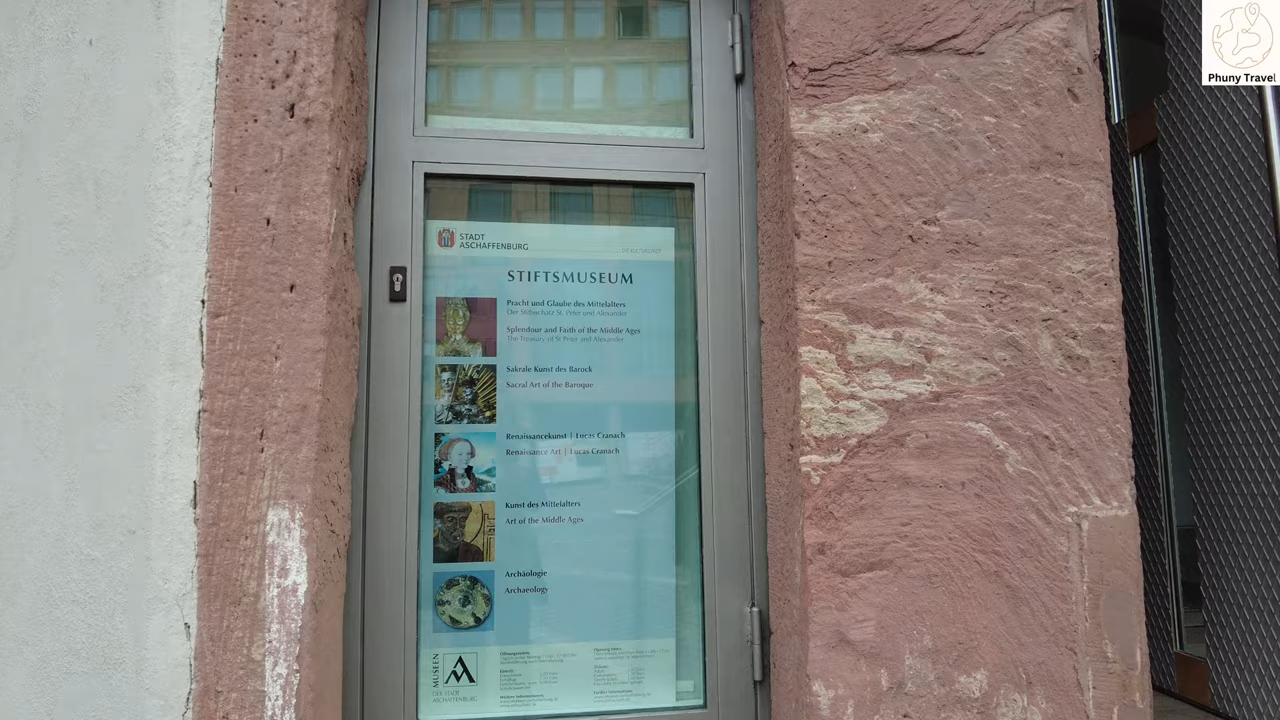 Phuny Travel
STADT
ASCHAFFENBURG
DIE KULTURSTADT
STIFTSMUSEUM
Pracht und Glaube des Mittelalters
Der Stiftsschatz St. Peter und Alexander
Splendour and Faith of the Middle Ages
The Treasury of St Peter and Alexander
Sakrale Kunst des Barock
Sacral Art of the Baroque
Renaissancekunst | Lucas Cranach
Renaissance Art | Lucas Cranach
Kunst des Mittelalters
Art of the Middle Ages
Archäologie
Archaeology
MUSEEN
DER STADT
ASCHAFFENBURG